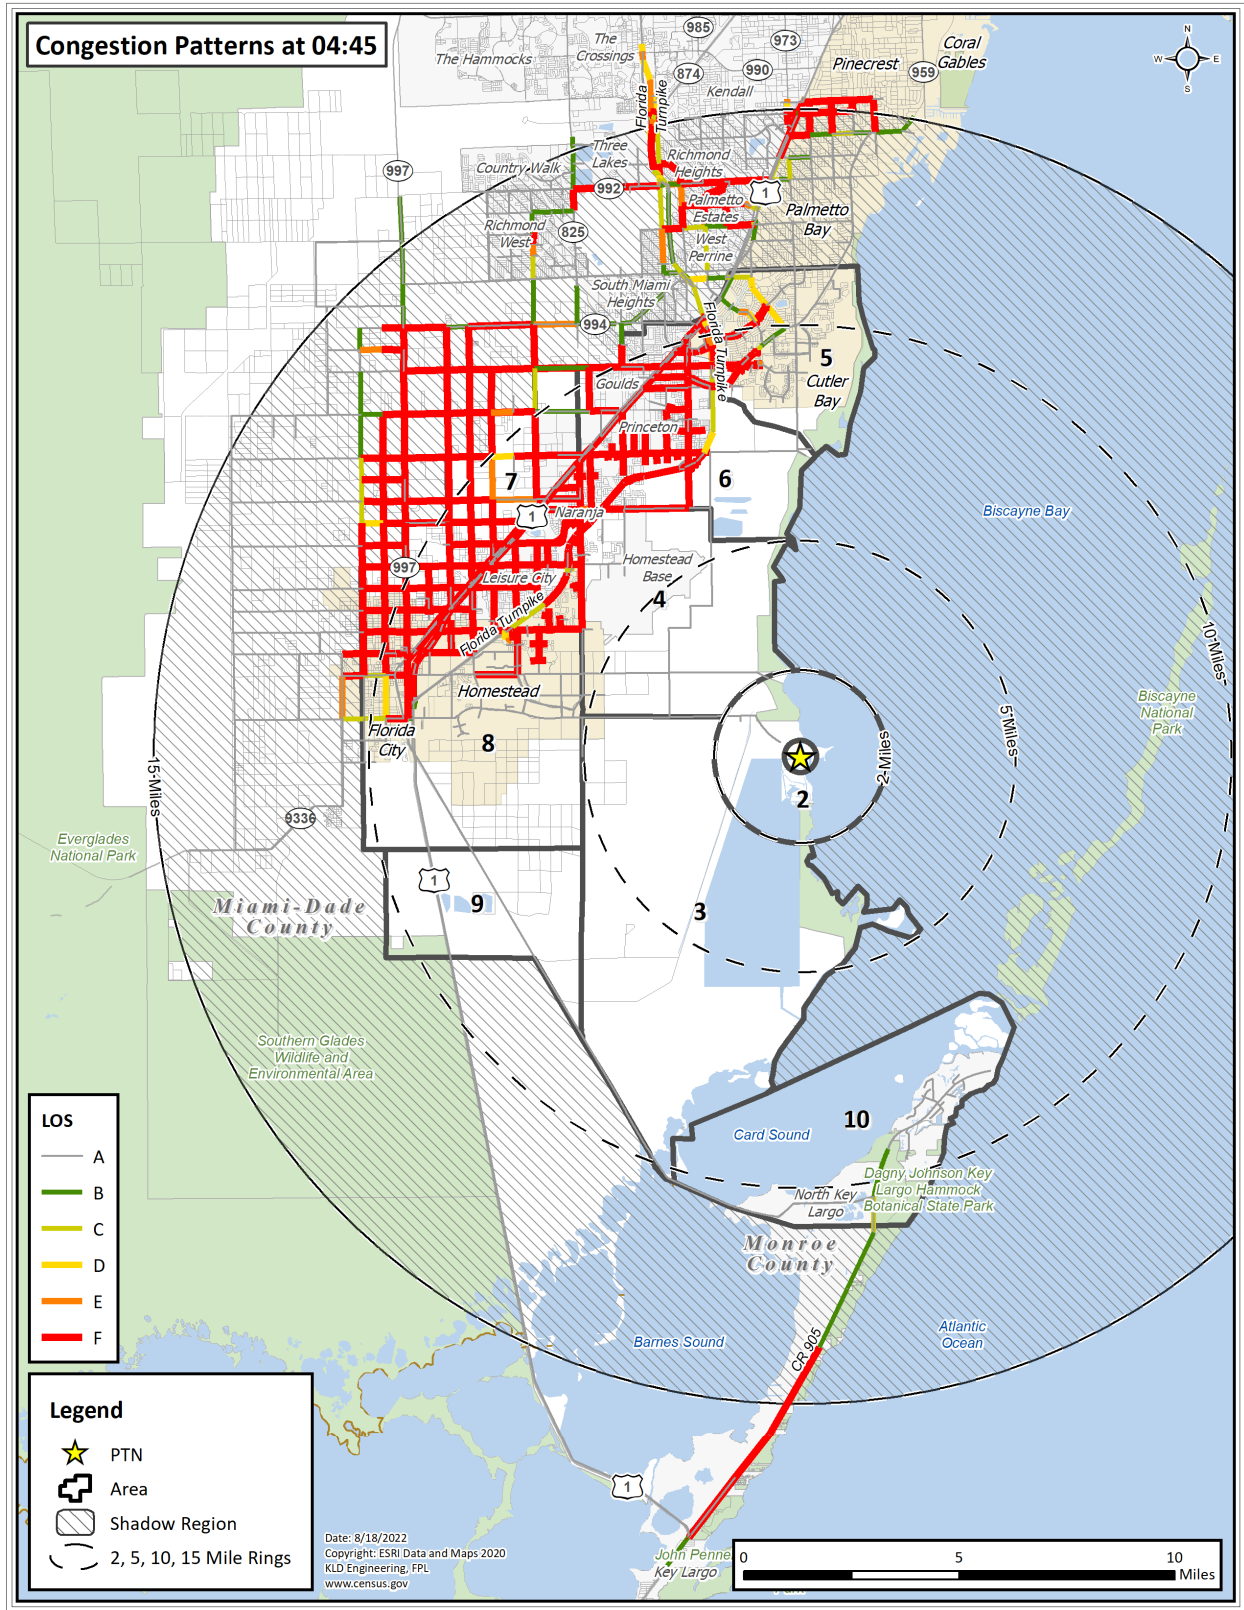 Congestion Patterns at 04:45
985
The
Crossings
973
Coral
Gables
The Hammocks
874
990
Pinecrest
959
Kendall
Florida
Turnpike
N
W
E
S
Three
Lakes
Richmond
Heights
997
Country Walk
992
1
Palmetto
Estates
Palmetto
Bay
Richmond
West
825
West
Perrine
South Miami
Heights
994
Florida Turnpike
5
Cutler
Bay
Goulds
Princeton
7
6
1
Naranja
Biscayne Bay
997
Leisure City
Homestead
Base
4
Florida Turnpike
10 Miles
Homestead
Biscayne
National
Park
5 Miles
Florida
City
8
2 Miles
15 Miles
2
9336
Everglades
National Park
1
9
3
Miami-Dade
County
Southern Glades
Wildlife and
Environmental Area
10
Card Sound
Dagny Johnson Key
Largo Hammock
Botanical State Park
North Key
Largo
Monroe
County
LOS
A
B
C
D
E
F
Barnes Sound
CR 905
Atlantic
Ocean
Legend
PTN
Area
Shadow Region
2, 5, 10, 15 Mile Rings
1
Date: 8/18/2022
Copyright: ESRI Data and Maps 2020
KLD Engineering, FPL
www.census.gov
John Penne
Key Largo
0
5
10
Miles